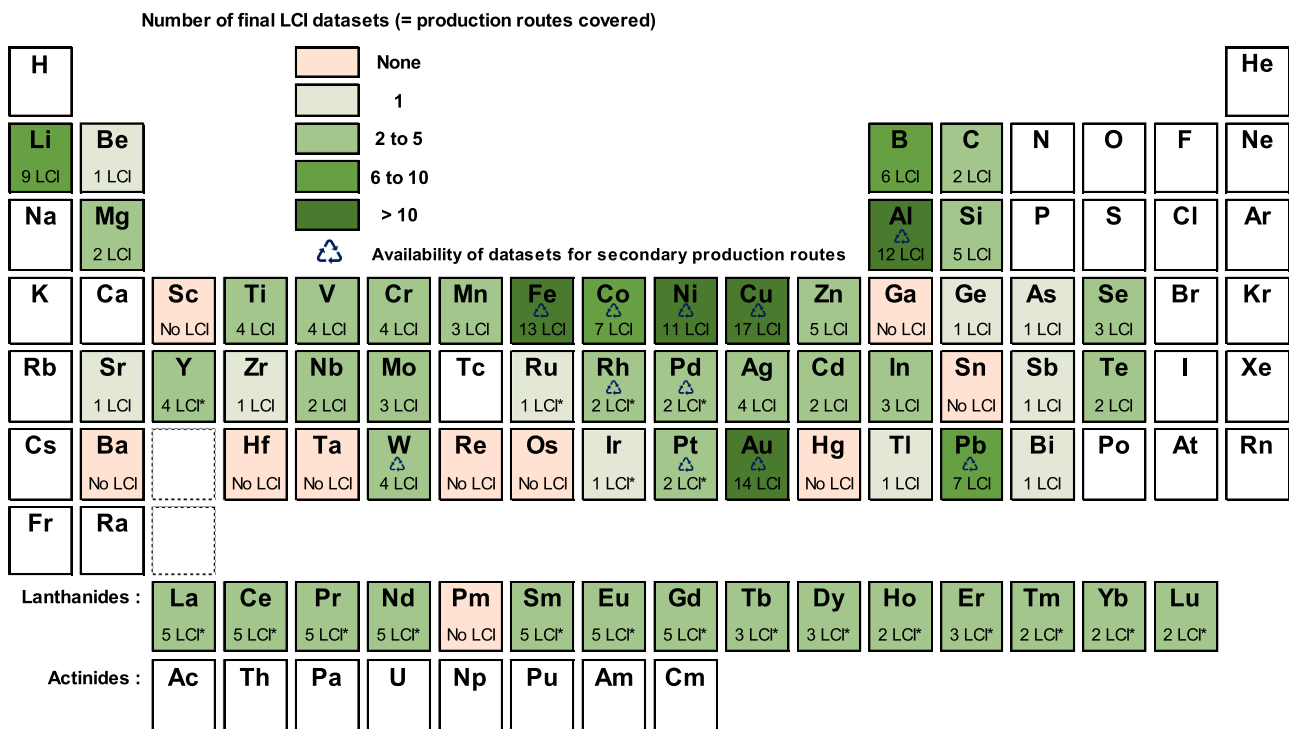 Number of final LCI datasets (= production routes covered)
H
None
He
1
Li Be 2 to 5 B C N O F Ne
9 LCI 1 LCI 6 to 10 6 LCI 2 LCI
Na Mg > 10 Al Si P S Cl Ar
2 LCI Availability of datasets for secondary production routes 12 LCI 5 LCI
K Ca Sc Ti V Cr Mn Fe Co Ni Cu Zn Ga Ge As Se Br Kr
No LCI 4 LCI 4 LCI 4 LCI 3 LCI 13 LCI 7 LCI 11 LCI 17 LCI 5 LCI No LCI 1 LCI 1 LCI 3 LCI
Rb Sr Y Zr Nb Mo Tc Ru Rh Pd Ag Cd In Sn Sb Te I Xe
1 LCI 4 LCI* 1 LCI 2 LCI 3 LCI 1 LCI* 2 LCI* 2 LCI* 4 LCI 2 LCI 3 LCI No LCI 1 LCI 2 LCI
Cs Ba Hf Ta W Re Os Ir Pt Au Hg Tl Pb Bi Po At Rn
No LCI No LCI No LCI 4 LCI No LCI No LCI 1 LCI* 2 LCI* 14 LCI No LCI 1 LCI 7 LCI 1 LCI
Fr Ra
Lanthanides : La Ce Pr Nd Pm Sm Eu Gd Tb Dy Ho Er Tm Yb Lu
5 LCI* 5 LCI* 5 LCI* 5 LCI* No LCI 5 LCI* 5 LCI* 5 LCI* 3 LCI* 3 LCI* 2 LCI* 3 LCI* 2 LCI* 2 LCI* 2 LCI*
Actinides : Ac Th Pa U Np Pu Am Cm